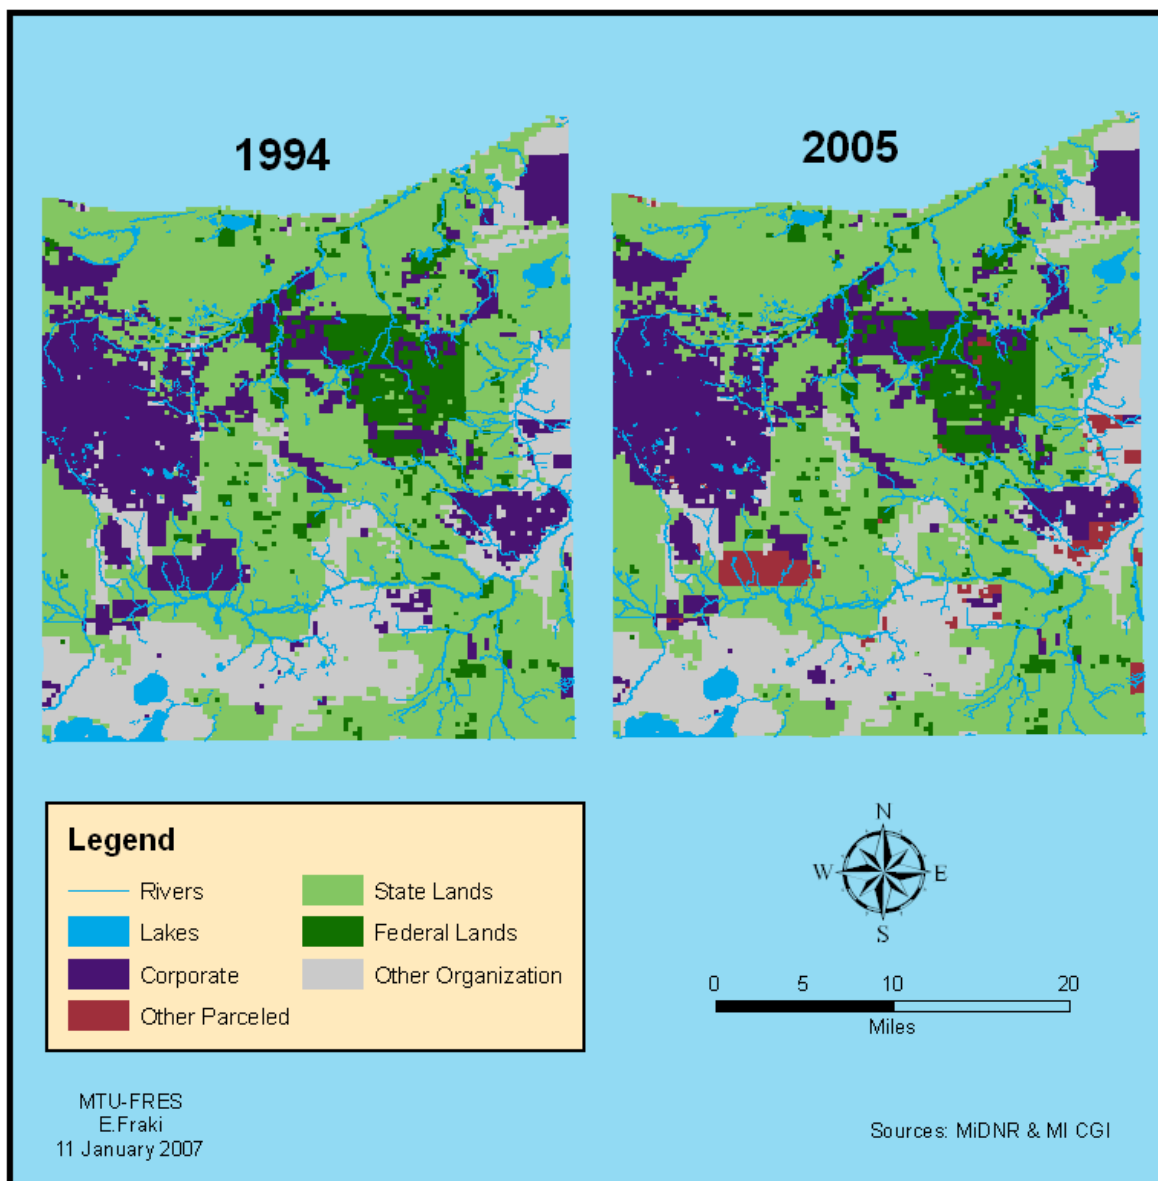 1994
2005
Legend
Rivers
State Lands
Lakes
Federal Lands
Corporate
Other Organization
Other Parceled
N
W
E
S
0 5 10 20
Miles
MTU-FRES
E.Fraki
11 January 2007
Sources: MiDNR & MI CGI